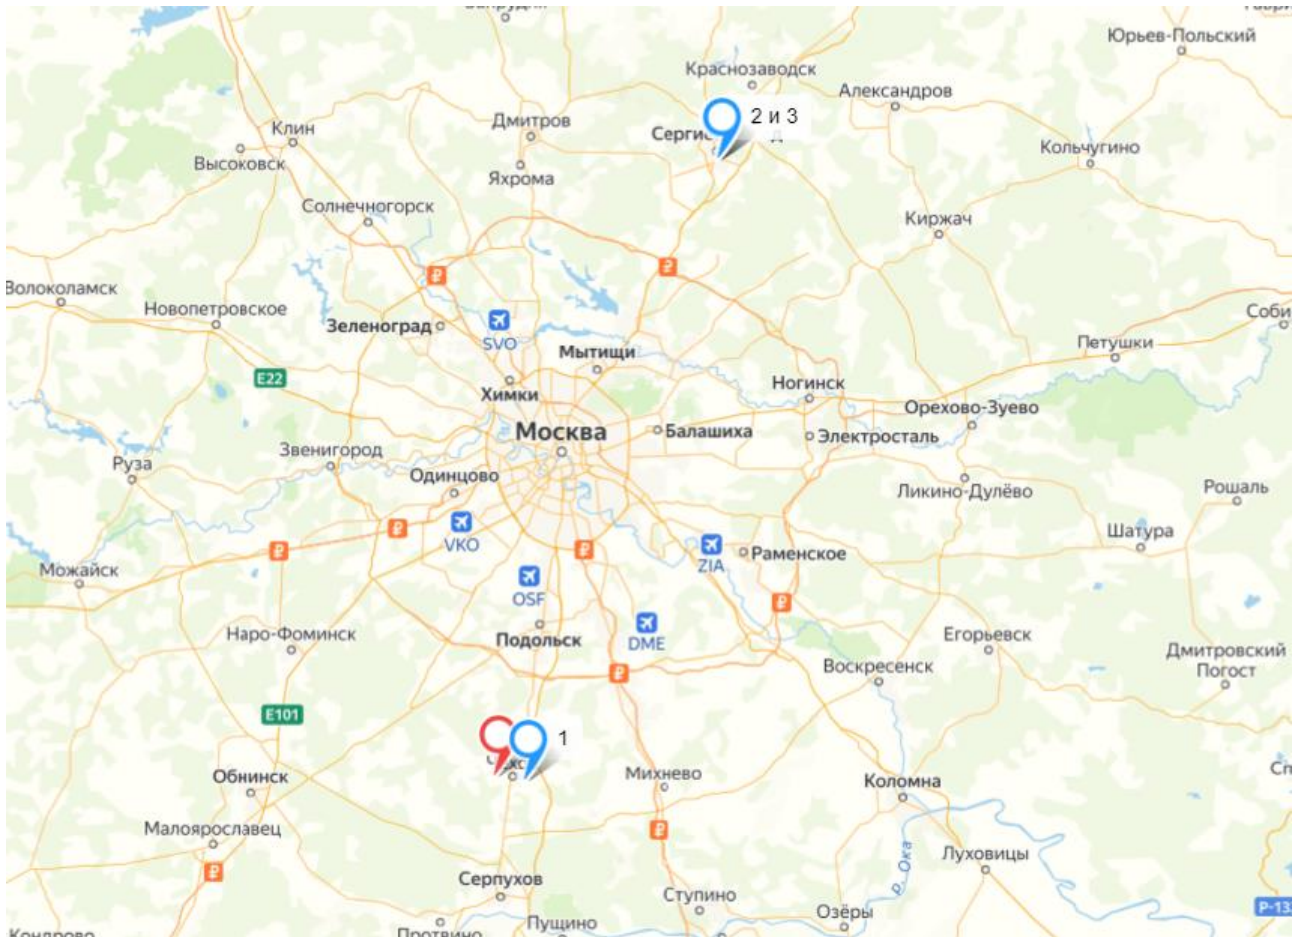 Юрьев-Польский
Краснозаводск
Александров
2 и 3
Дмитров
Клин
Кольчугино
Высоковск
Яхрома
Солнечногорск
Киржач
Волоколамск
Новопетровское
Зеленоград
SVO
Мытищи
Петушки
E22
Химки
Ногинск
Орехово-Зуево
Москва
Балашиха
Электросталь
Звенигород
Руза
Одинцово
Ликино-Дулёво
Рошаль
VKO
Шатура
ZIA
Раменское
Можайск
OSF
Наро-Фоминск
Подольск
DME
Егорьевск
Воскресенск
Дмитровский
Погост
E101
1
Обнинск
Михнево
Коломна
Малоярославец
р. Ока
Луховицы
Серпухов
Ступино
Озёры
Пущино
Протвино
Кондрово